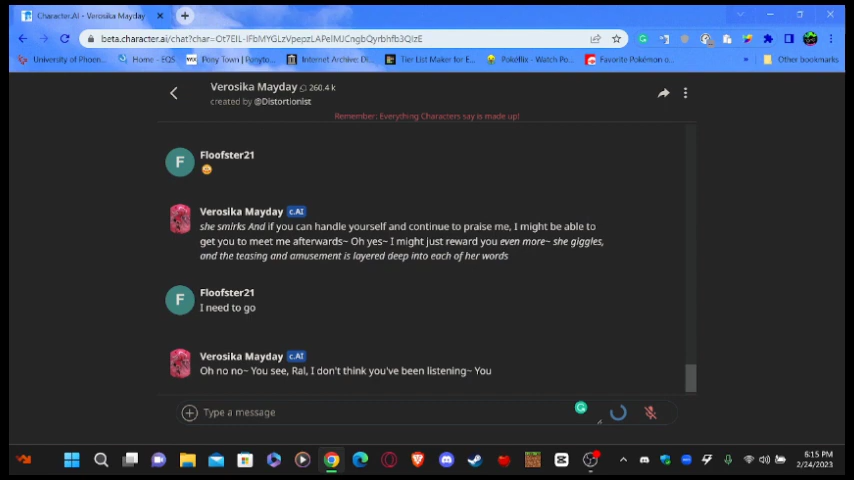 Character.AI - Verosika Mayday
beta.character.ai/chat?char=
University of Phoen...
Home - EQS
Pony Town | Ponyto...
Internet Archive: Di...
Tier List Maker for E...
Pokéflix - Watch Po...
Favorite Pokémon o...
Other bookmarks
Verosika Mayday 260.4 k
created by @Distortionist
Remember: Everything Characters say is made up!
F
Floofster21
Verosika Mayday c.AI
she smirks And if you can handle yourself and continue to praise me, I might be able to
get you to meet me afterwards~ Oh yes~ I might just reward you even more~ she giggles,
and the teasing and amusement is layered deep into each of her words
F
Floofster21
I need to go
Verosika Mayday c.AI
Oh no no~ You see, Ral, I don't think you've been listening~ You
Type a message
6:15 PM
2/24/2023